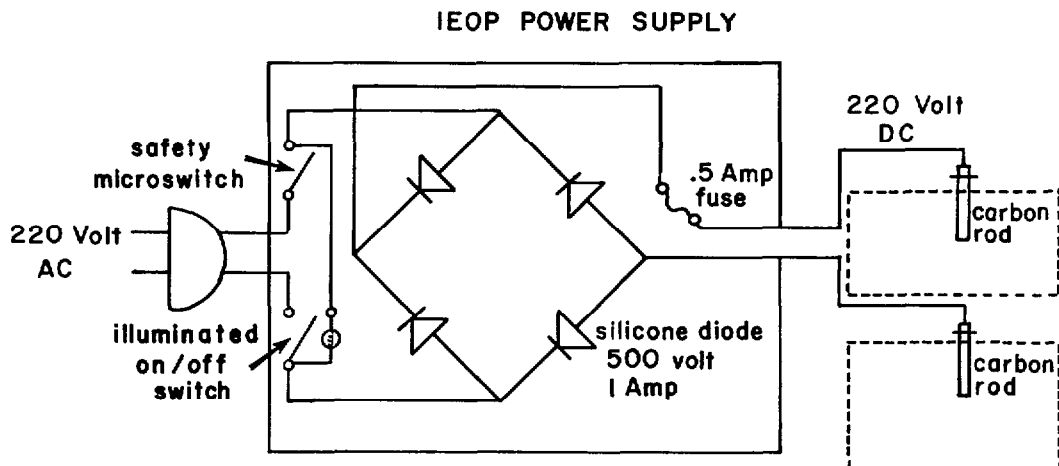 IEOP POWER SUPPLY
safety
microswitch
220 Volt
AC
illuminated
on/off
switch
.5 Amp
fuse
silicone diode
500 volt
1 Amp
220 Volt
DC
carbon
rod
carbon
rod